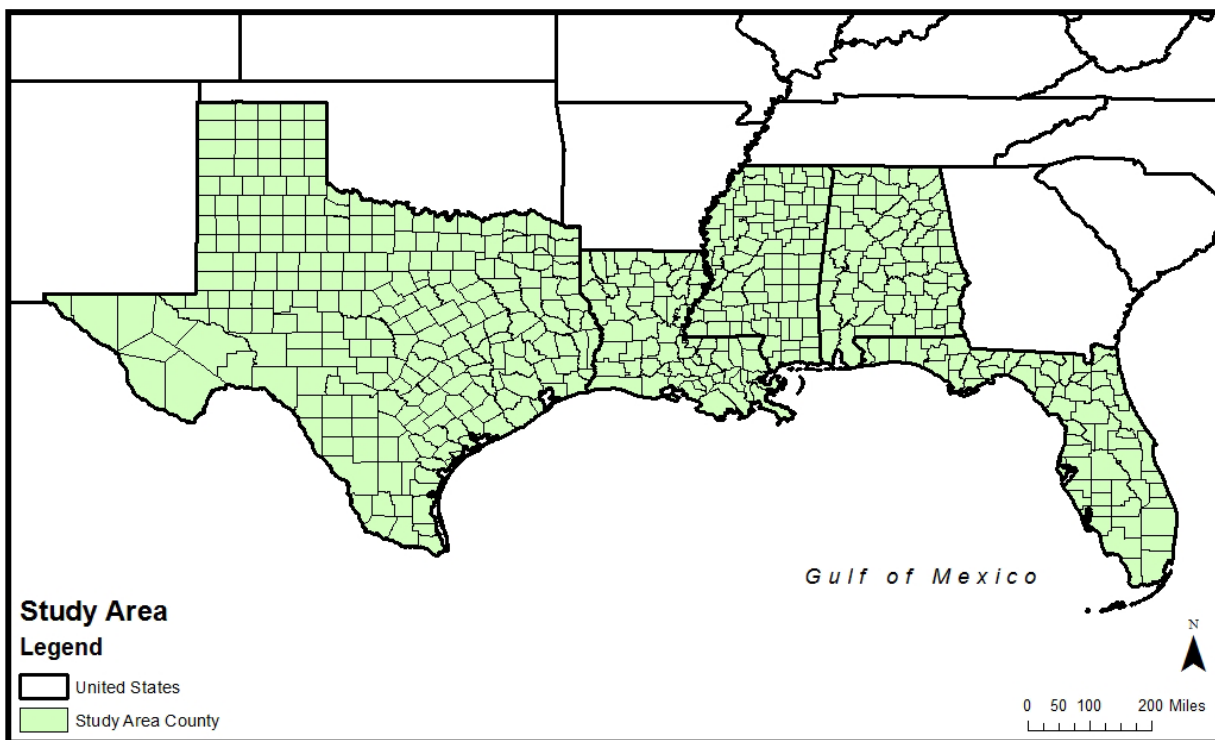 Gulf of Mexico
Study Area
Legend
United States
Study Area County
N
0 50 100 200 Miles